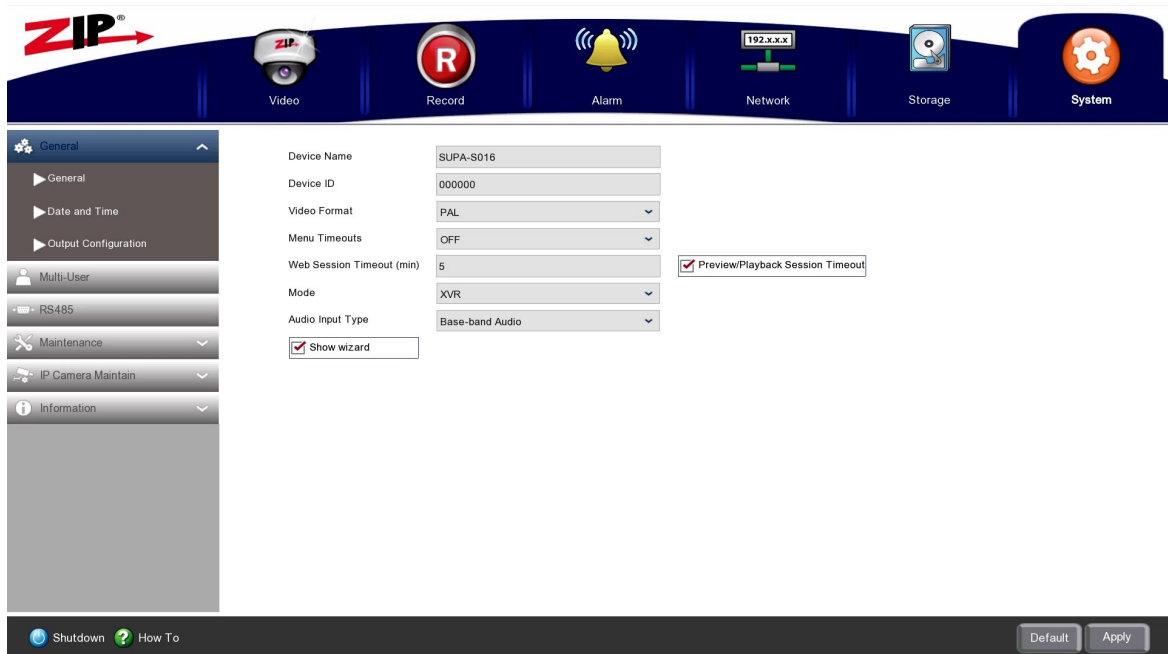 ZIP®
ZIP
R
192.x.x.x
Video
Record
Alarm
Network
Storage
System
General
General
Date and Time
Output Configuration
Multi-User
RS485
Maintenance
IP Camera Maintain
Information
Device Name SUPA-S016
Device ID 000000
Video Format PAL
Menu Timeouts OFF
Web Session Timeout (min) 5 Preview/Playback Session Timeout
Mode XVR
Audio Input Type Base-band Audio
Show wizard
Shutdown ? How To
Default Apply